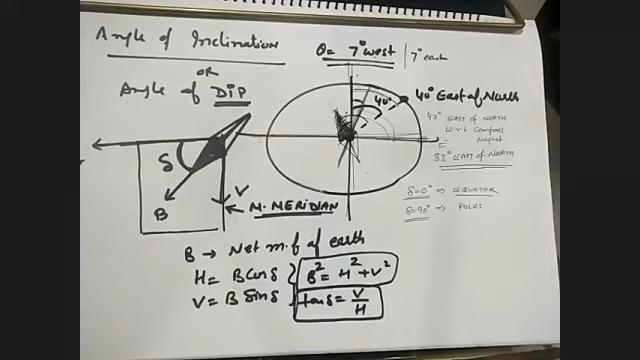 Angle of Inclination
OR
Angle of DIP
θ = 7° west | 7° east
40°
40° East of North
47° EAST OF NORTH
W.r.t Compass
Magnet
33° EAST OF NORTH
δ=0° ⇒ EQUATOR
δ=90° ⇒ POLES
δ
B
V
M. MERIDIAN
B → Net m.f of earth
H = B Cos δ
V = B Sin δ
B² = H² + V²
tan δ = V/H